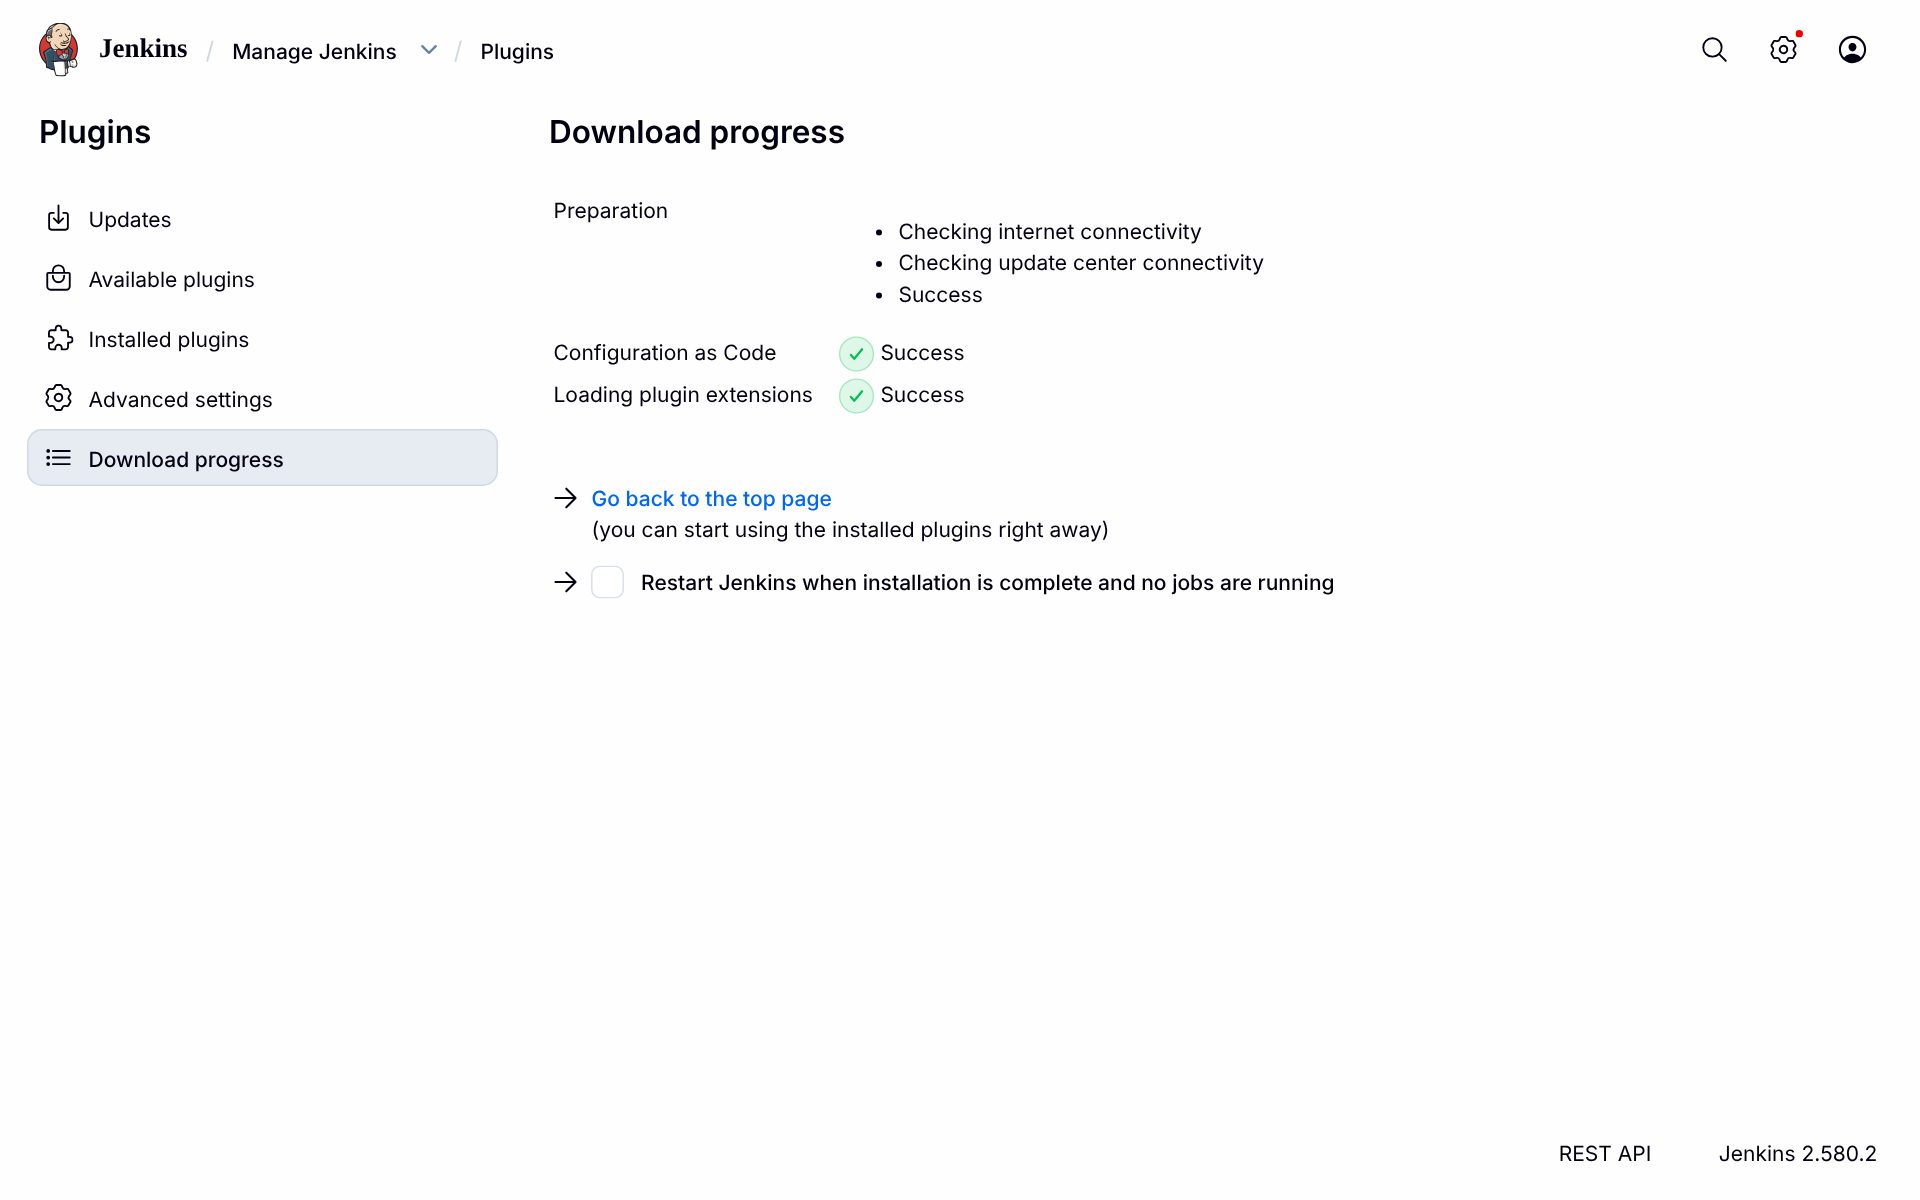 Jenkins / Manage Jenkins / Plugins
Plugins
Updates
Available plugins
Installed plugins
Advanced settings
Download progress
Download progress
Preparation
• Checking internet connectivity
• Checking update center connectivity
• Success
Configuration as Code Success
Loading plugin extensions Success
Go back to the top page
(you can start using the installed plugins right away)
Restart Jenkins when installation is complete and no jobs are running
REST API Jenkins 2.580.2